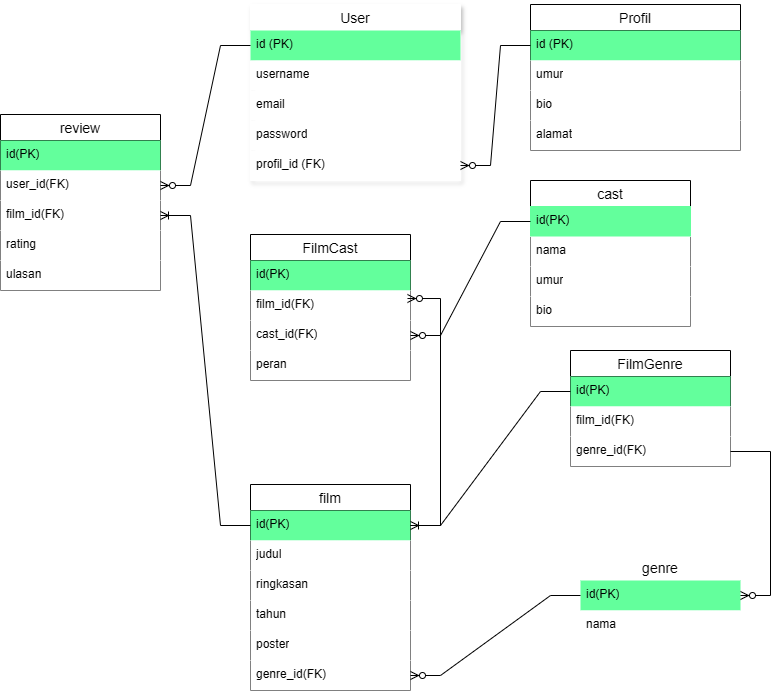 User
id (PK)
username
email
password
profil_id (FK)
Profil
id (PK)
umur
bio
alamat
review
id(PK)
user_id(FK)
film_id(FK)
rating
ulasan
cast
id(PK)
nama
umur
bio
FilmCast
id(PK)
film_id(FK)
cast_id(FK)
peran
FilmGenre
id(PK)
film_id(FK)
genre_id(FK)
film
id(PK)
judul
ringkasan
tahun
poster
genre_id(FK)
genre
id(PK)
nama